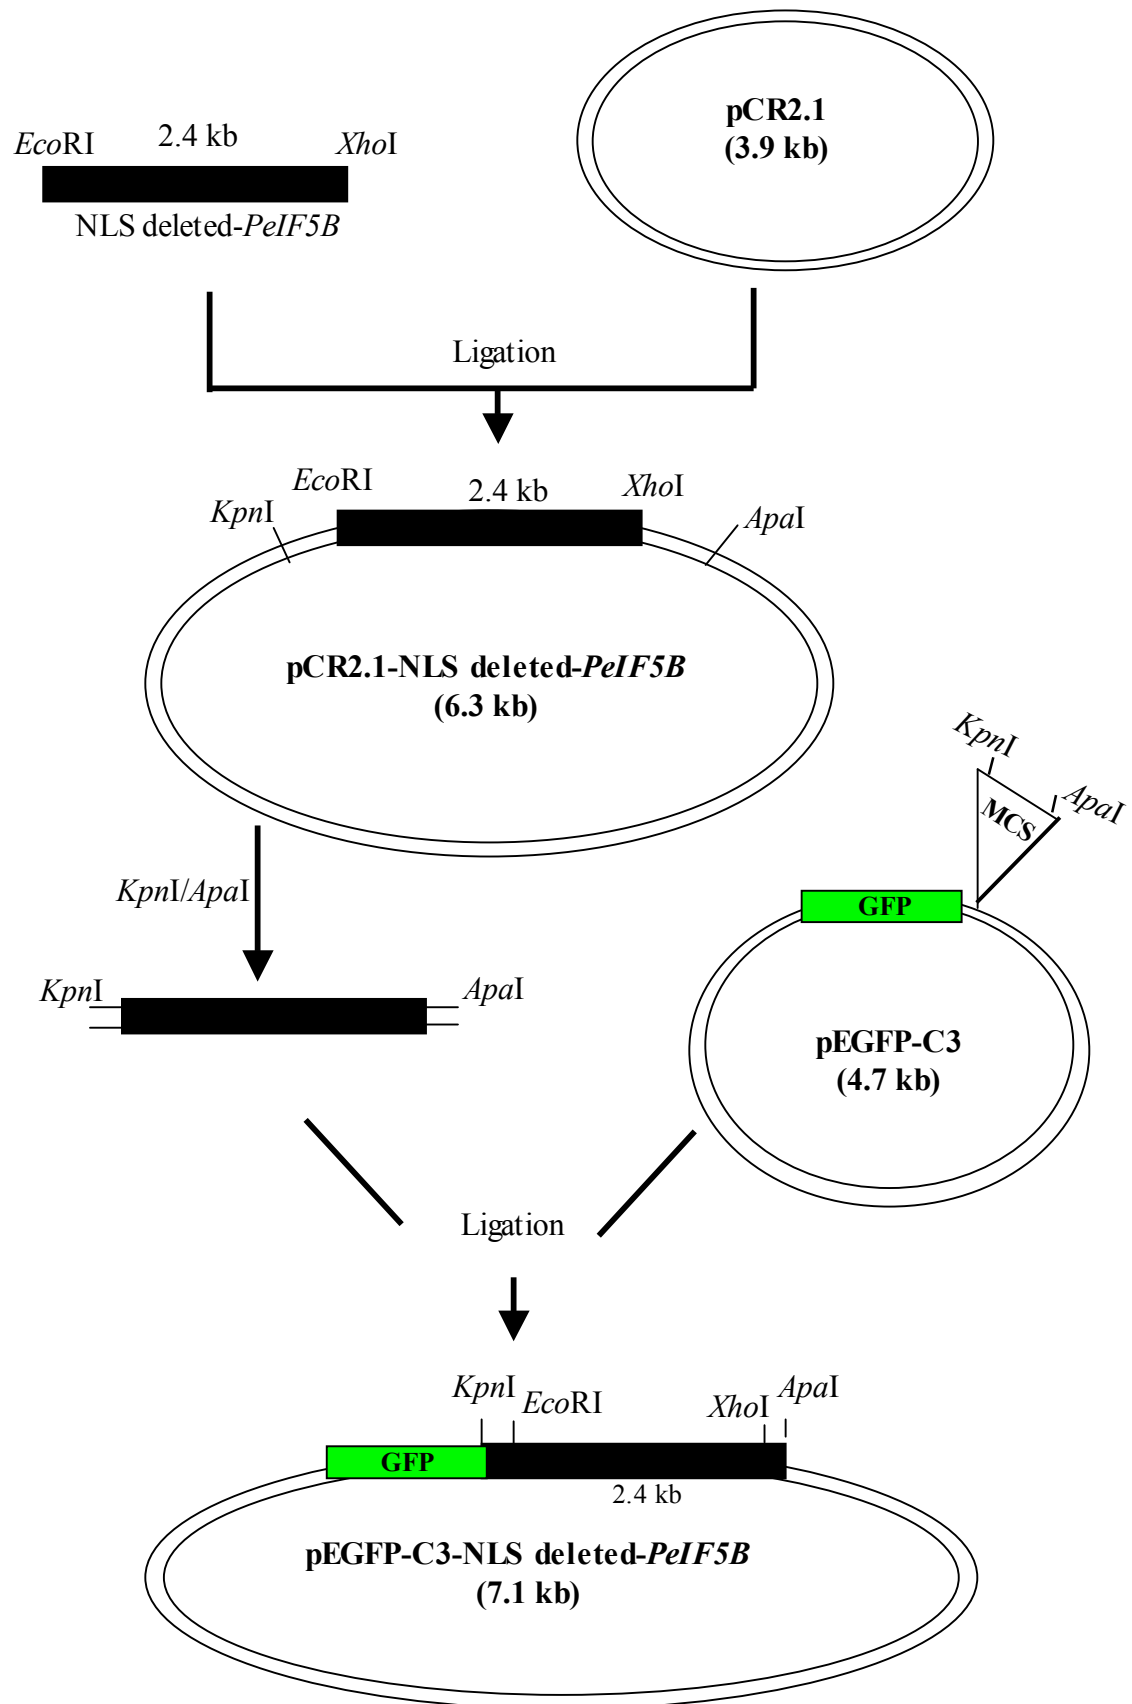 pCR2.1
(3.9 kb)
EcoRI 2.4 kb XhoI
NLS deleted-PeIF5B
Ligation
EcoRI 2.4 kb XhoI
KpnI ApaI
pCR2.1-NLS deleted-PeIF5B
(6.3 kb)
KpnI
ApaI
MCS
KpnI/ApaI
GFP
KpnI ApaI
pEGFP-C3
(4.7 kb)
Ligation
KpnI EcoRI XhoI ApaI
GFP
2.4 kb
pEGFP-C3-NLS deleted-PeIF5B
(7.1 kb)